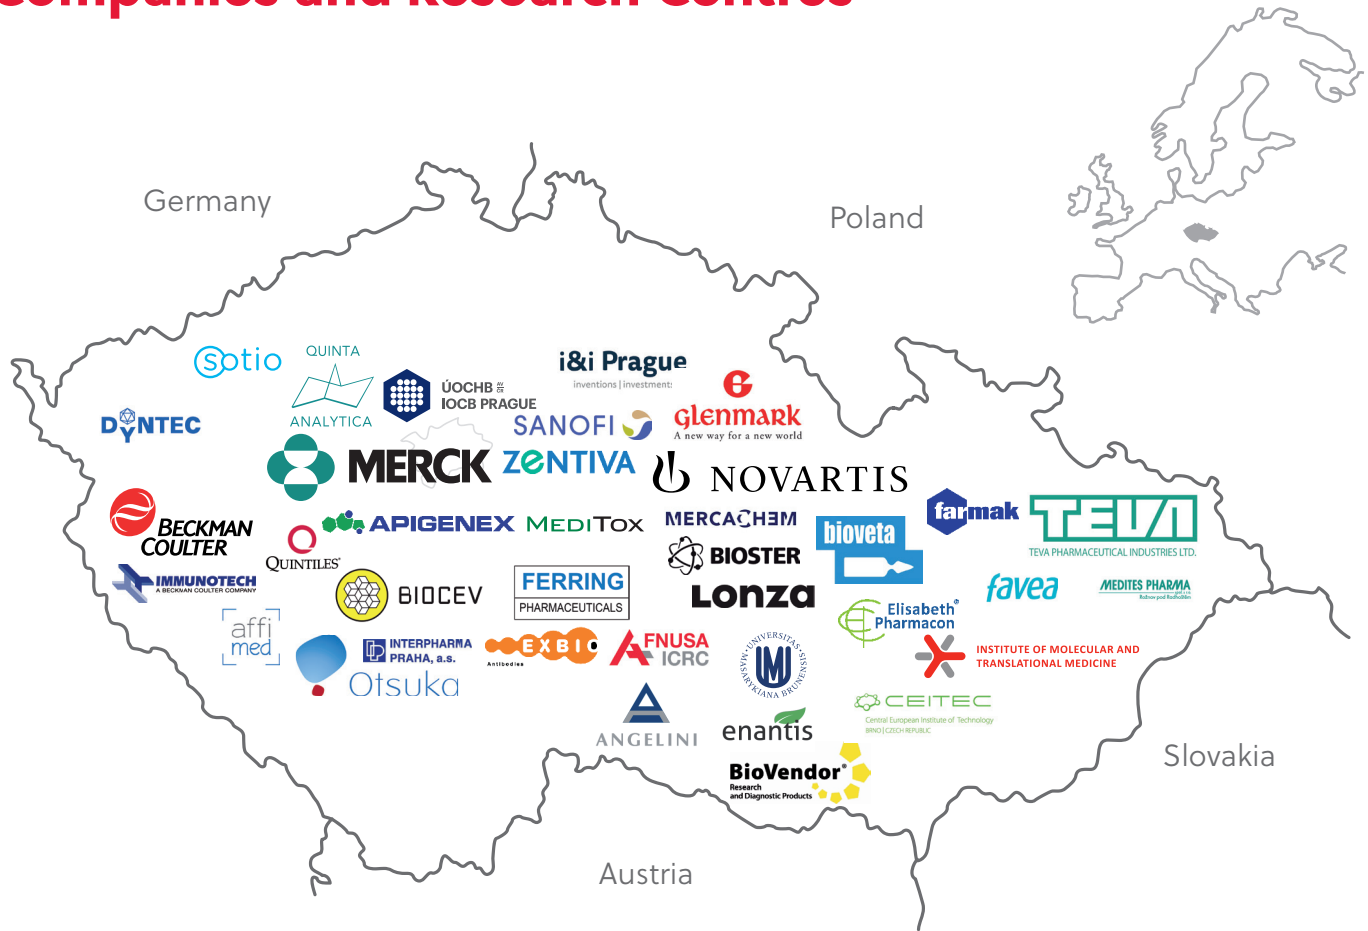 Companies and Research Centres
Germany
Poland
sotio
QUINTA
ANALYTICA
ÚOCHB
IOCB PRAGUE
i&i Prague
inventions | investment:
GLENMARK
A new way for a new world
DYNTEC
SANOFI
MERCK
ZENTIVA
NOVARTIS
BECKMAN
COULTER
QUINTILES
APIGENEX
MEDITOX
MERCACHEM
BIOSTER
bioveta
farmak
TEVA
TEVA PHARMACEUTICAL INDUSTRIES LTD.
IMMUNOTECH
A BECKMAN COULTER COMPANY
BIOCEV
FERRING
PHARMACEUTICALS
Lonza
favea
MEDITES PHARMA
Elisabeth®
Pharmacon
affi
med
INTERPHARMA
PRAHA, a.s.
Otsuka
EXBIO
Antibodies
FNUSA
ICRC
UNIVERSITAS MASARYKIANA BRUNENSIS
INSTITUTE OF MOLECULAR AND
TRANSLATIONAL MEDICINE
CEITEC
Central European Institute of Technology
BRNO | CZECH REPUBLIC
ANGELINI
enantis
BioVendor®
Research
and Diagnostic Products
Slovakia
Austria